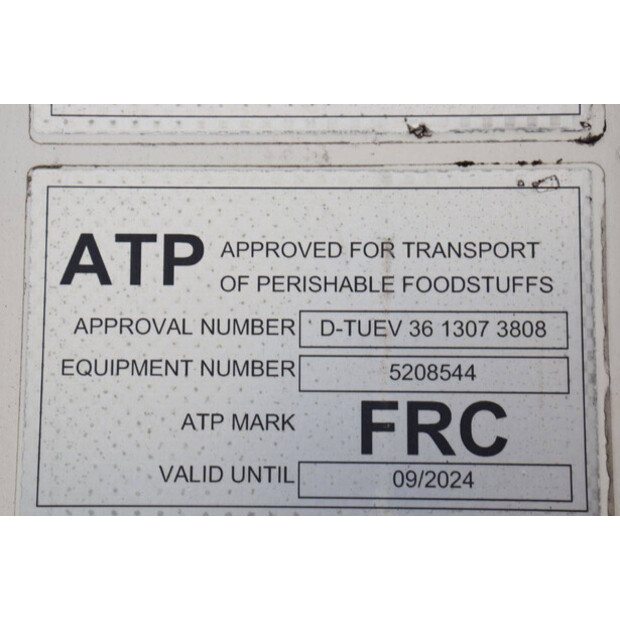 ATP APPROVED FOR TRANSPORT
OF PERISHABLE FOODSTUFFS
APPROVAL NUMBER D-TUEV 36 1307 3808
EQUIPMENT NUMBER 5208544
ATP MARK FRC
VALID UNTIL 09/2024